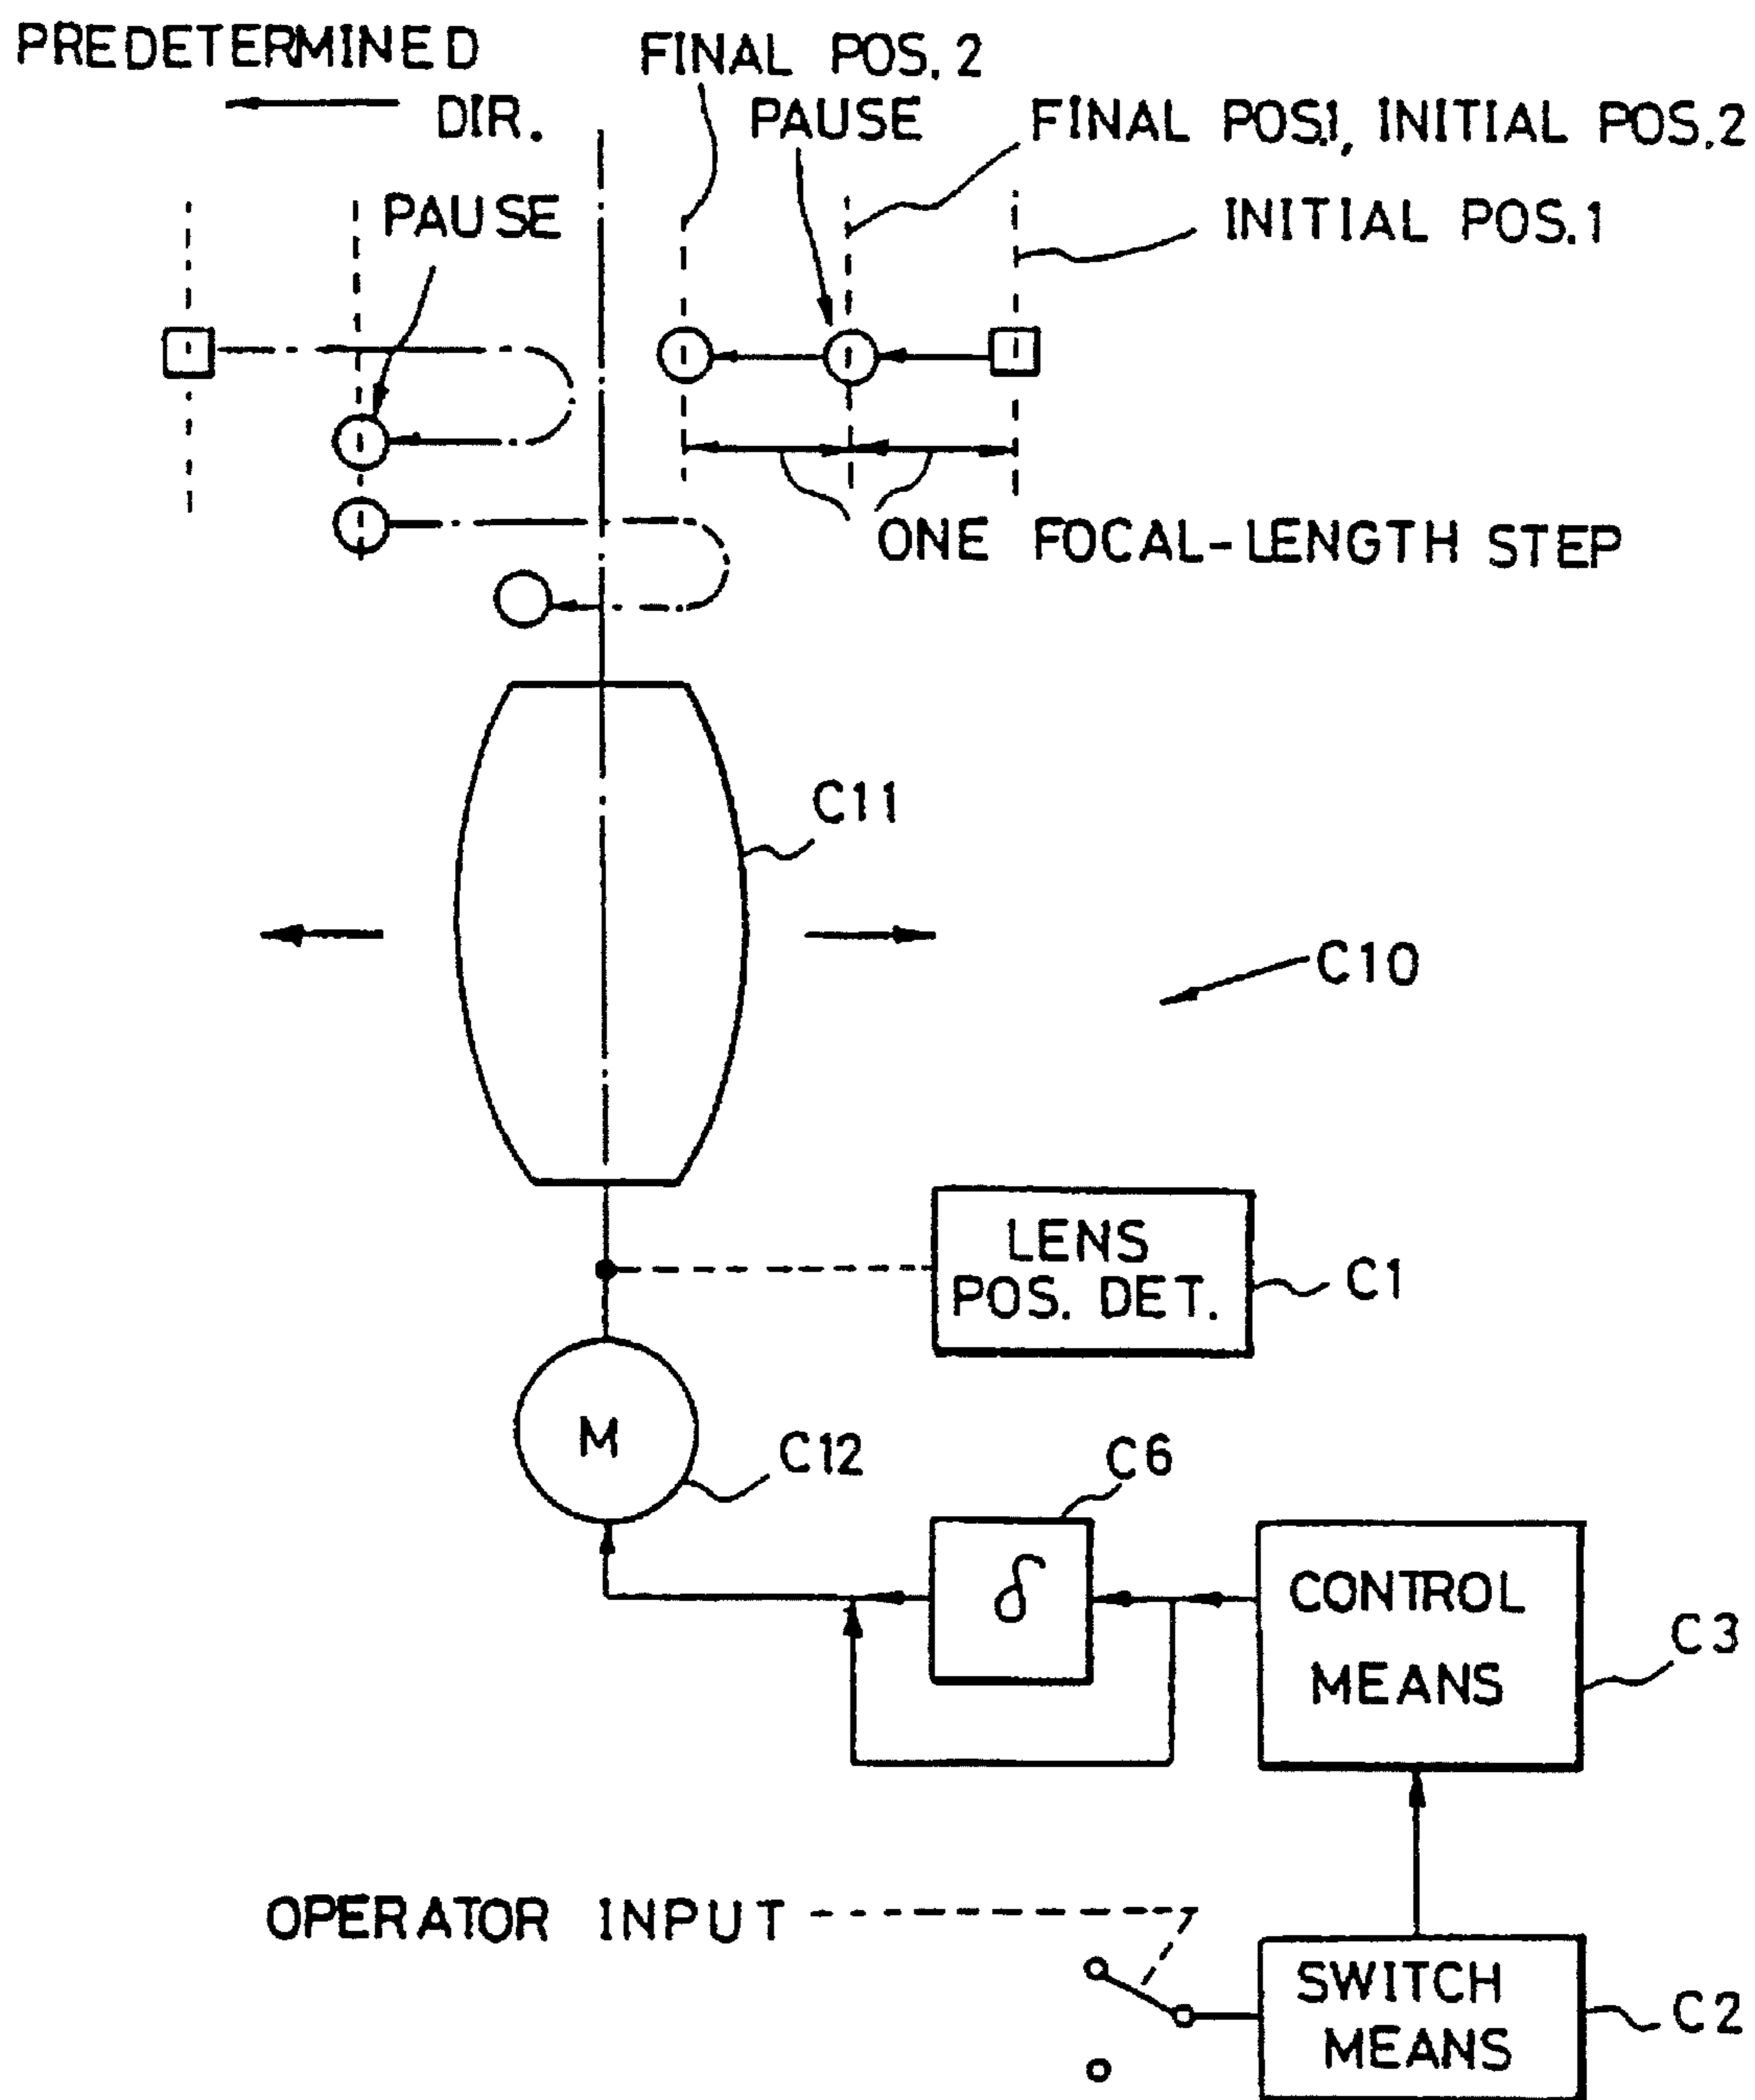 PREDETERMINED
DIR.
FINAL POS. 2
PAUSE
FINAL POS.1, INITIAL POS.2
PAUSE
INITIAL POS.1
ONE FOCAL-LENGTH STEP
C11
C10
LENS
POS. DET.
C1
M
C12
C6
δ
CONTROL
MEANS
C3
OPERATOR INPUT
SWITCH
MEANS
C2